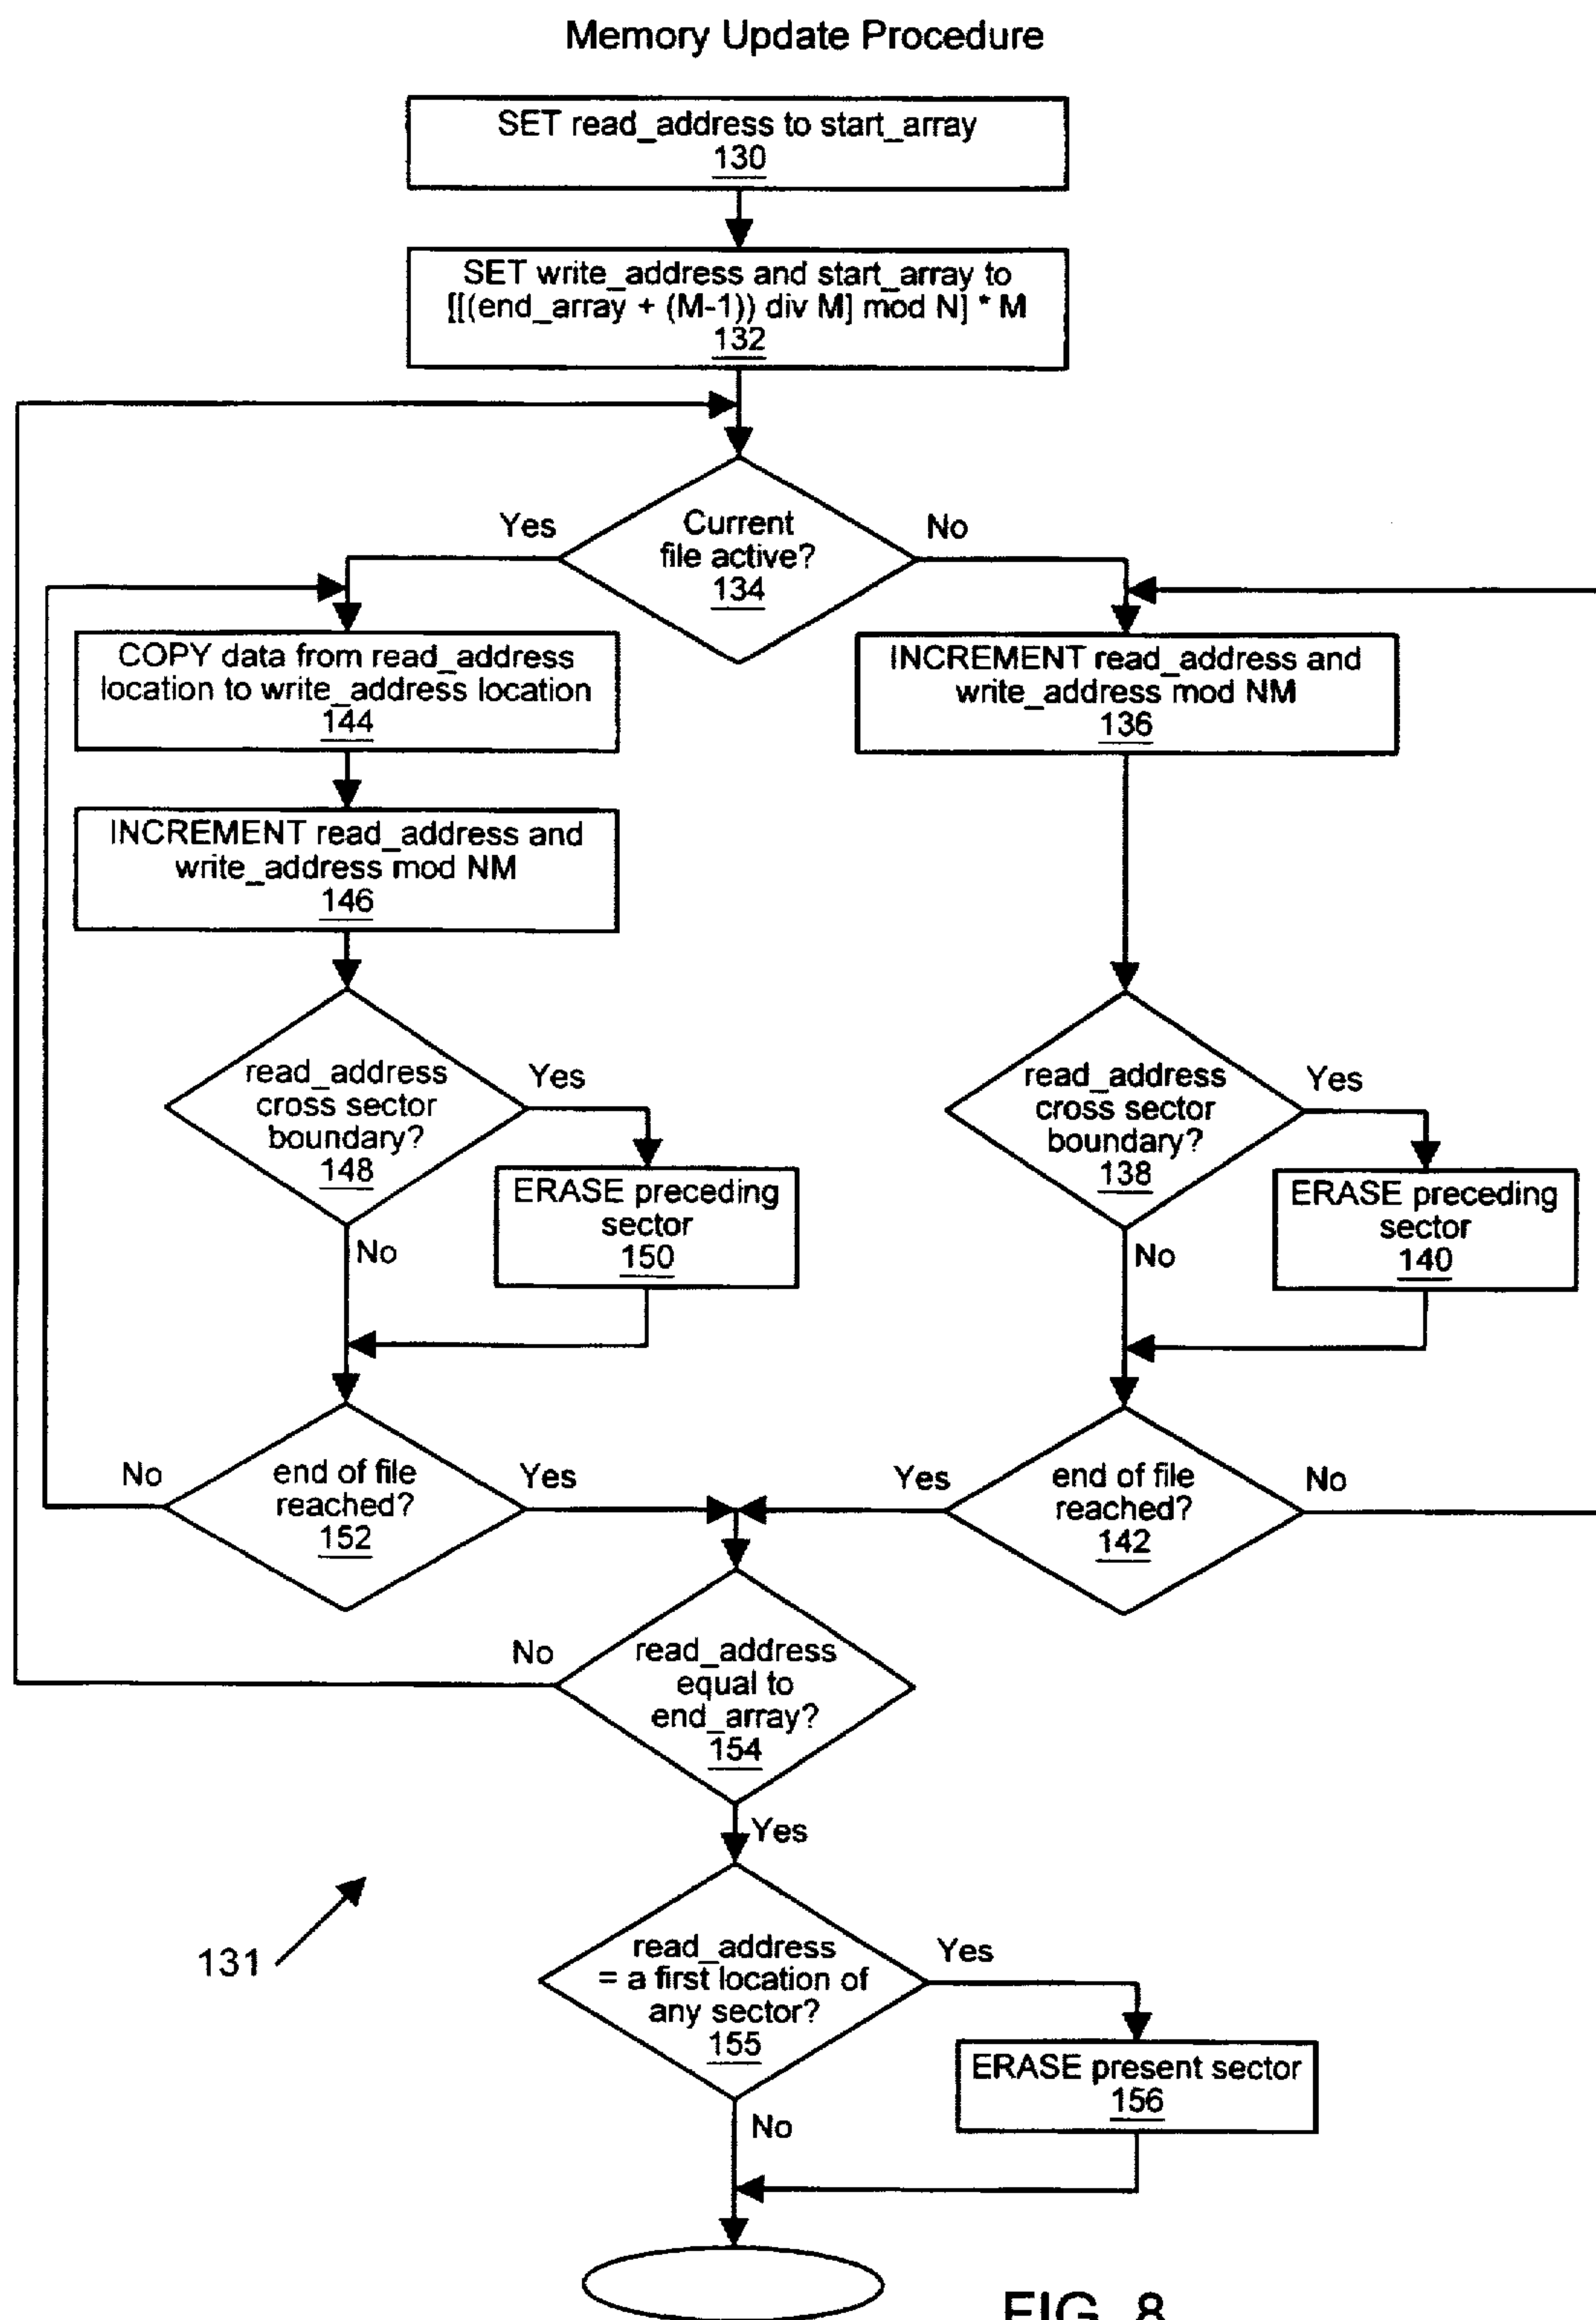 Memory Update Procedure
SET read_address to start_array
130
SET write_address and start_array to
[[(end_array + (M-1)) div M] mod N] * M
132
Current
file active?
134
Yes
No
COPY data from read_address
location to write_address location
144
INCREMENT read_address and
write_address mod NM
136
INCREMENT read_address and
write_address mod NM
146
read_address
cross sector
boundary?
148
Yes
No
ERASE preceding
sector
150
read_address
cross sector
boundary?
138
Yes
No
ERASE preceding
sector
140
No
end of file
reached?
152
Yes
Yes
end of file
reached?
142
No
No
read_address
equal to
end_array?
154
Yes
131
read_address
= a first location of
any sector?
155
Yes
No
ERASE present sector
156
FIG. 8